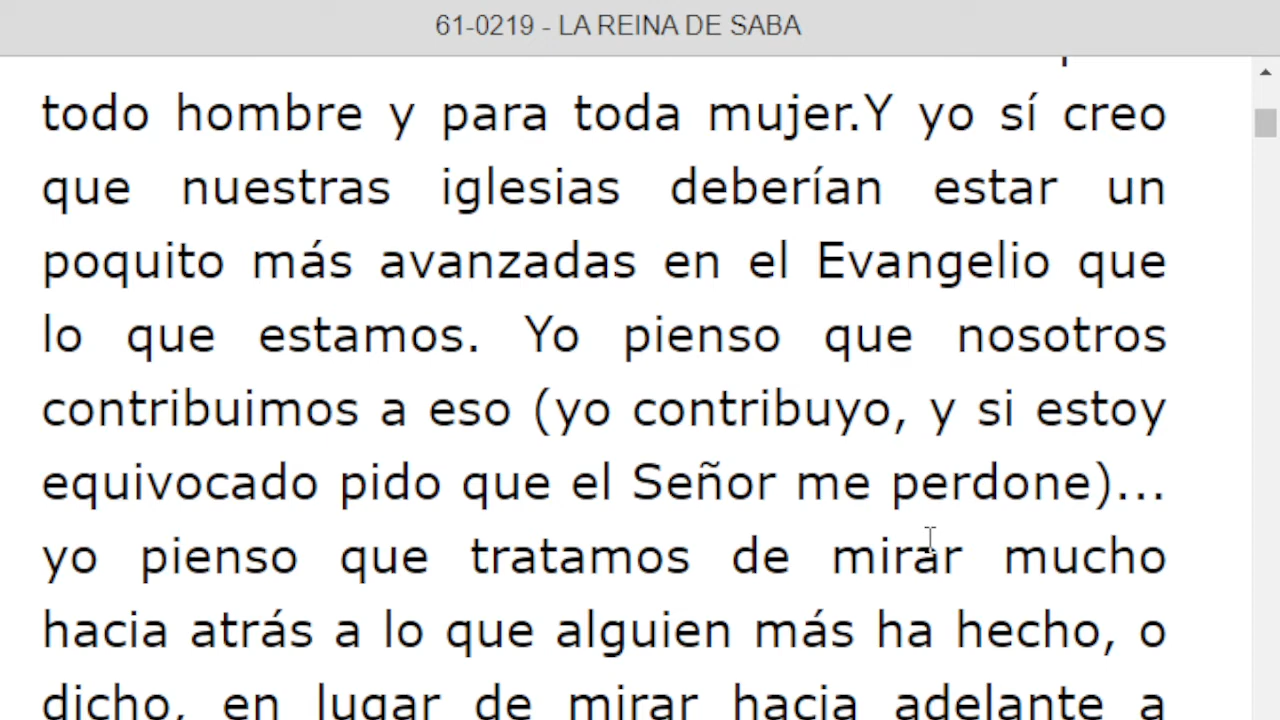 61-0219 - LA REINA DE SABA
todo hombre y para toda mujer.Y yo sí creo
que nuestras iglesias deberían estar un
poquito más avanzadas en el Evangelio que
lo que estamos. Yo pienso que nosotros
contribuimos a eso (yo contribuyo, y si estoy
equivocado pido que el Señor me perdone)...
yo pienso que tratamos de mirar mucho
hacia atrás a lo que alguien más ha hecho, o
dicho, en lugar de mirar hacia adelante a